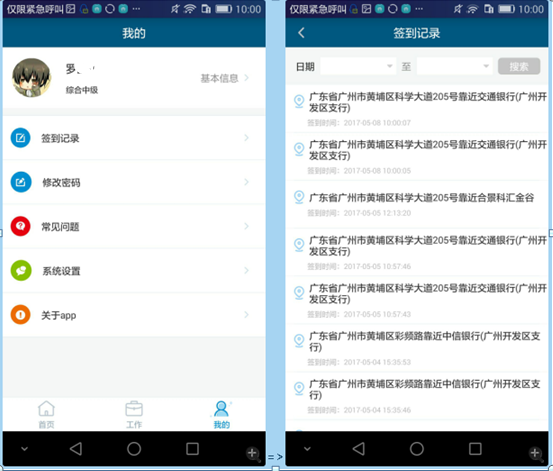 仅限紧急呼叫
10:00
我的
罗
综合中级
基本信息
签到记录
修改密码
常见问题
系统设置
关于app
首页
工作
我的
=>
仅限紧急呼叫
10:00
签到记录
日期
至
搜索
广东省广州市黄埔区科学大道205号靠近交通银行(广州开
发区支行)
签到时间：2017-05-08 10:00:07
广东省广州市黄埔区科学大道205号靠近交通银行(广州开
发区支行)
签到时间：2017-05-08 10:00:05
广东省广州市黄埔区科学大道205号靠近合景科汇金谷
签到时间：2017-05-05 12:13:20
广东省广州市黄埔区科学大道205号靠近交通银行(广州开
发区支行)
签到时间：2017-05-05 10:57:46
广东省广州市黄埔区科学大道205号靠近交通银行(广州开
发区支行)
签到时间：2017-05-05 10:57:43
广东省广州市黄埔区彩频路靠近中信银行(广州开发区支
行)
签到时间：2017-05-04 15:35:53
广东省广州市黄埔区彩频路靠近中信银行(广州开发区支
行)
签到时间：2017-05-04 15:35:46